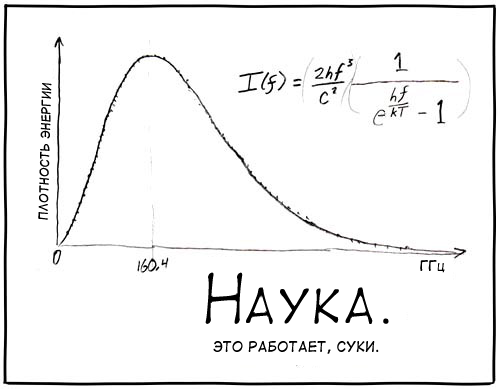 I(f) = (2hf³/c²)(1/(e^(hf/kT) - 1))
ПЛОТНОСТЬ ЭНЕРГИИ
0
160,4
ГГц
НАУКА.
ЭТО РАБОТАЕТ, СУКИ.